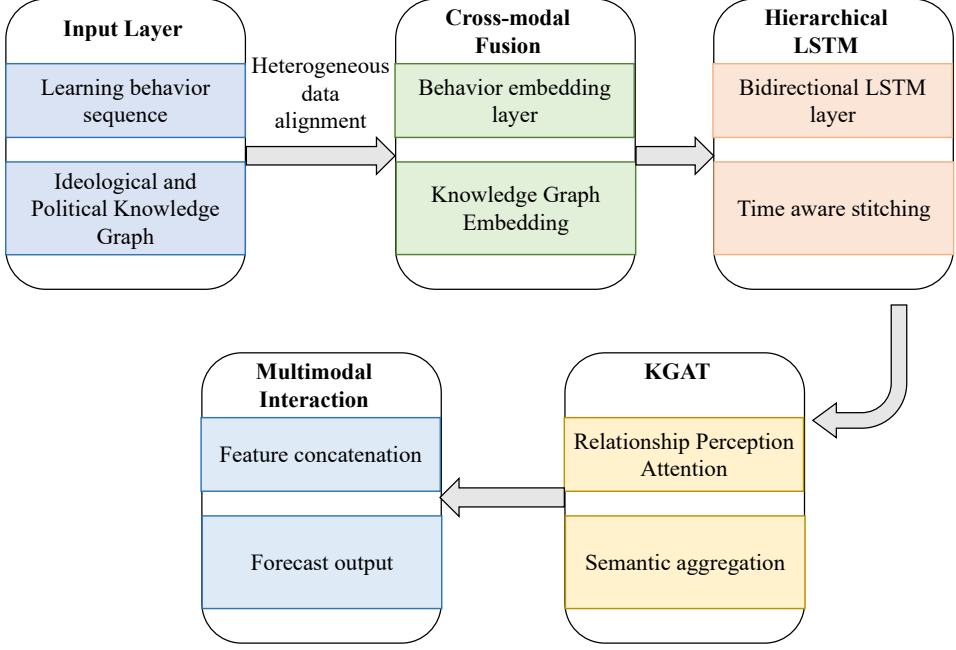 Input Layer
Learning behavior
sequence
Ideological and
Political Knowledge
Graph
Heterogeneous
data
alignment
Cross-modal
Fusion
Behavior embedding
layer
Knowledge Graph
Embedding
Hierarchical
LSTM
Bidirectional LSTM
layer
Time aware stitching
KGAT
Relationship Perception
Attention
Semantic aggregation
Multimodal
Interaction
Feature concatenation
Forecast output